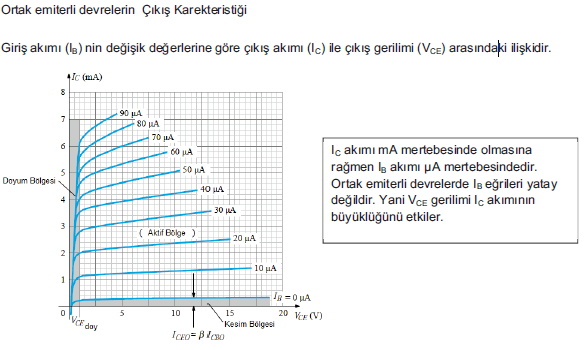 Ortak emiterli devrelerin Çıkış Karekteristiği
Giriş akımı (IB) nin değişik değerlerine göre çıkış akımı (IC) ile çıkış gerilimi (VCE) arasındaki ilişkidir.
IC (mA)
8
7
6
5
4
3
2
1
0
90 µA
80 µA
70 µA
60 µA
50 µA
40 µA
30 µA
20 µA
10 µA
IB = 0 µA
Doyum Bölgesi
( Aktif Bölge )
Kesim Bölgesi
5
10
15
20
VCE (V)
VCE doy
ICEO = β ICBO
IC akımı mA mertebesinde olmasına
rağmen IB akımı µA mertebesindedir.
Ortak emiterli devrelerde IB eğrileri yatay
değildir. Yani VCE gerilimi IC akımının
büyüklüğünü etkiler.